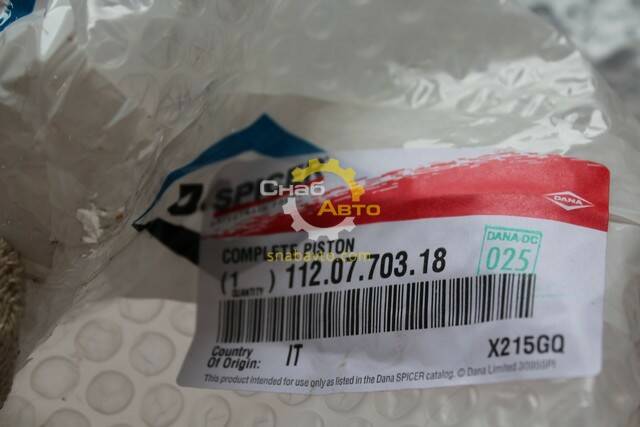 SPICER
Снаб Авто
snabavto.com
DANA
COMPLETE PISTON
DANA-DC
025
( 1 ) 112.07.703.18
QUANTITY
Country Of Origin: IT
X215GQ
This product intended for use only as listed in the Dana SPICER catalog. © Dana Limited